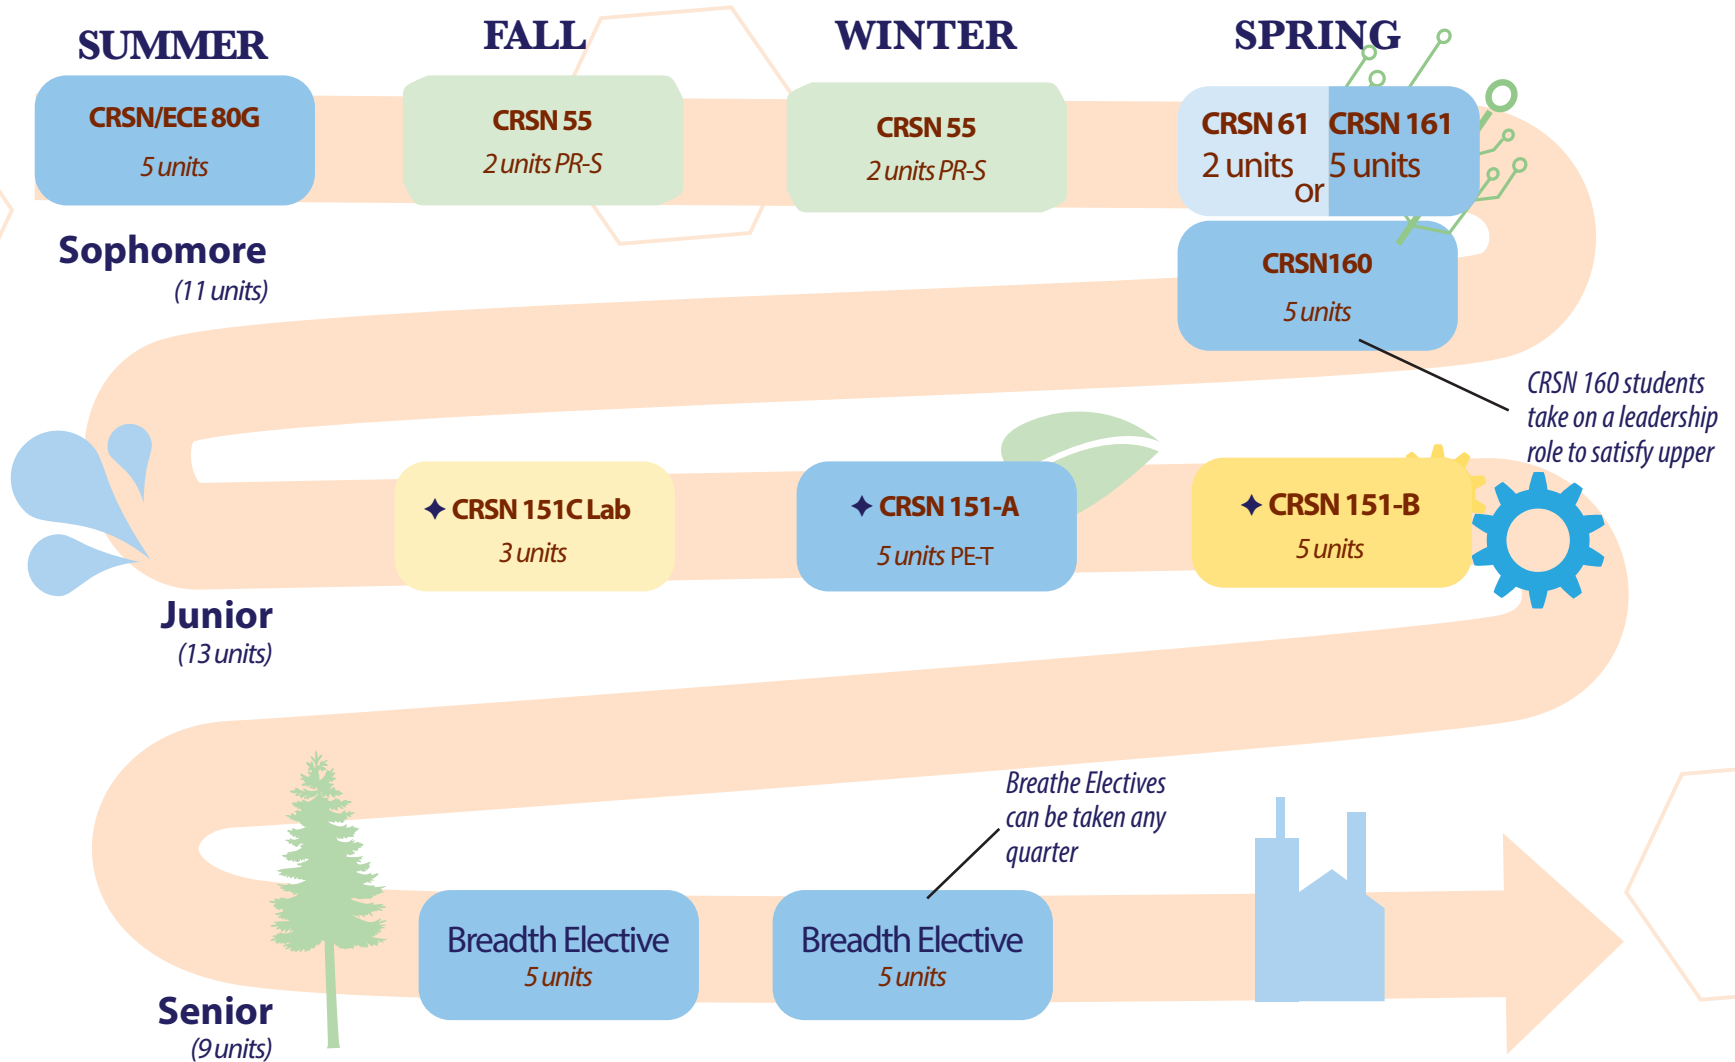 SUMMER
FALL
WINTER
SPRING
CRSN/ECE 80G
5 units
CRSN 55
2 units PR-S
CRSN 55
2 units PR-S
CRSN 61
2 units
or
CRSN 161
5 units
Sophomore
(11 units)
CRSN160
5 units
CRSN 160 students
take on a leadership
role to satisfy upper
✦ CRSN 151C Lab
3 units
✦ CRSN 151-A
5 units PE-T
✦ CRSN 151-B
5 units
Junior
(13 units)
Breathe Electives
can be taken any
quarter
Breadth Elective
5 units
Breadth Elective
5 units
Senior
(9 units)